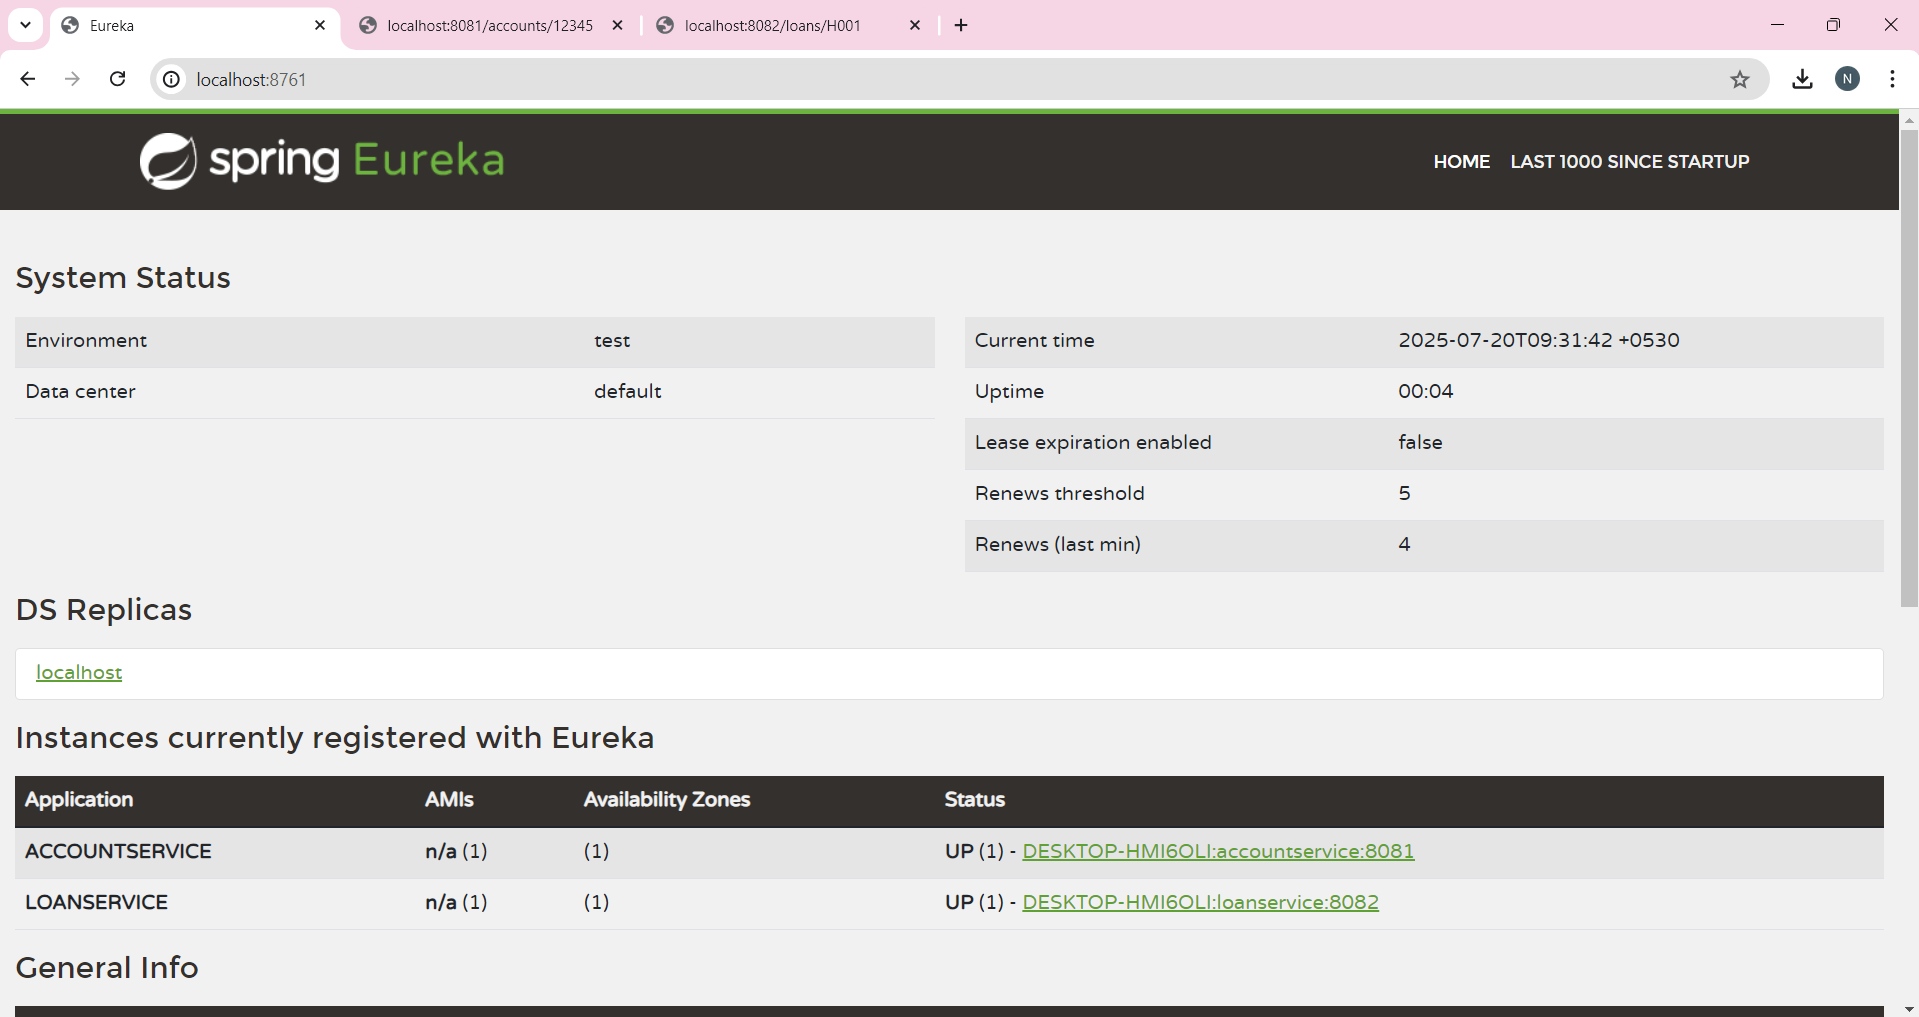 Eureka
localhost:8081/accounts/12345
localhost:8082/loans/H001
localhost:8761
N
spring Eureka
HOME LAST 1000 SINCE STARTUP
System Status
Environment test
Data center default
Current time 2025-07-20T09:31:42 +0530
Uptime 00:04
Lease expiration enabled false
Renews threshold 5
Renews (last min) 4
DS Replicas
localhost
Instances currently registered with Eureka
Application AMIs Availability Zones Status
ACCOUNTSERVICE n/a (1) (1) UP (1) - DESKTOP-HMI6OLI:accountservice:8081
LOANSERVICE n/a (1) (1) UP (1) - DESKTOP-HMI6OLI:loanservice:8082
General Info